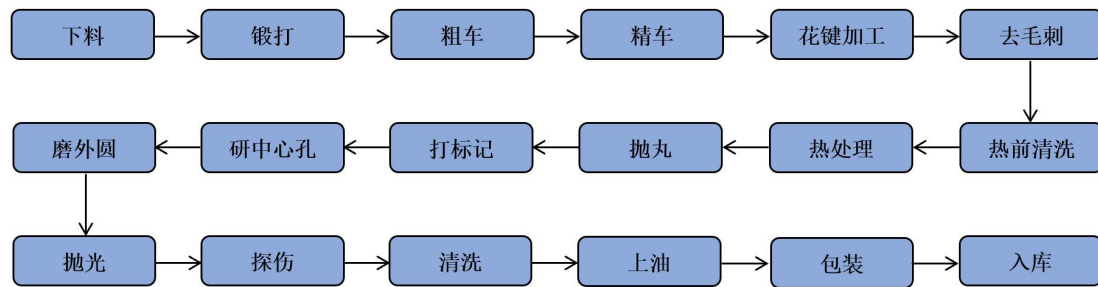 下料
锻打
粗车
精车
花键加工
去毛刺
热前清洗
热处理
抛丸
打标记
研中心孔
磨外圆
抛光
探伤
清洗
上油
包装
入库